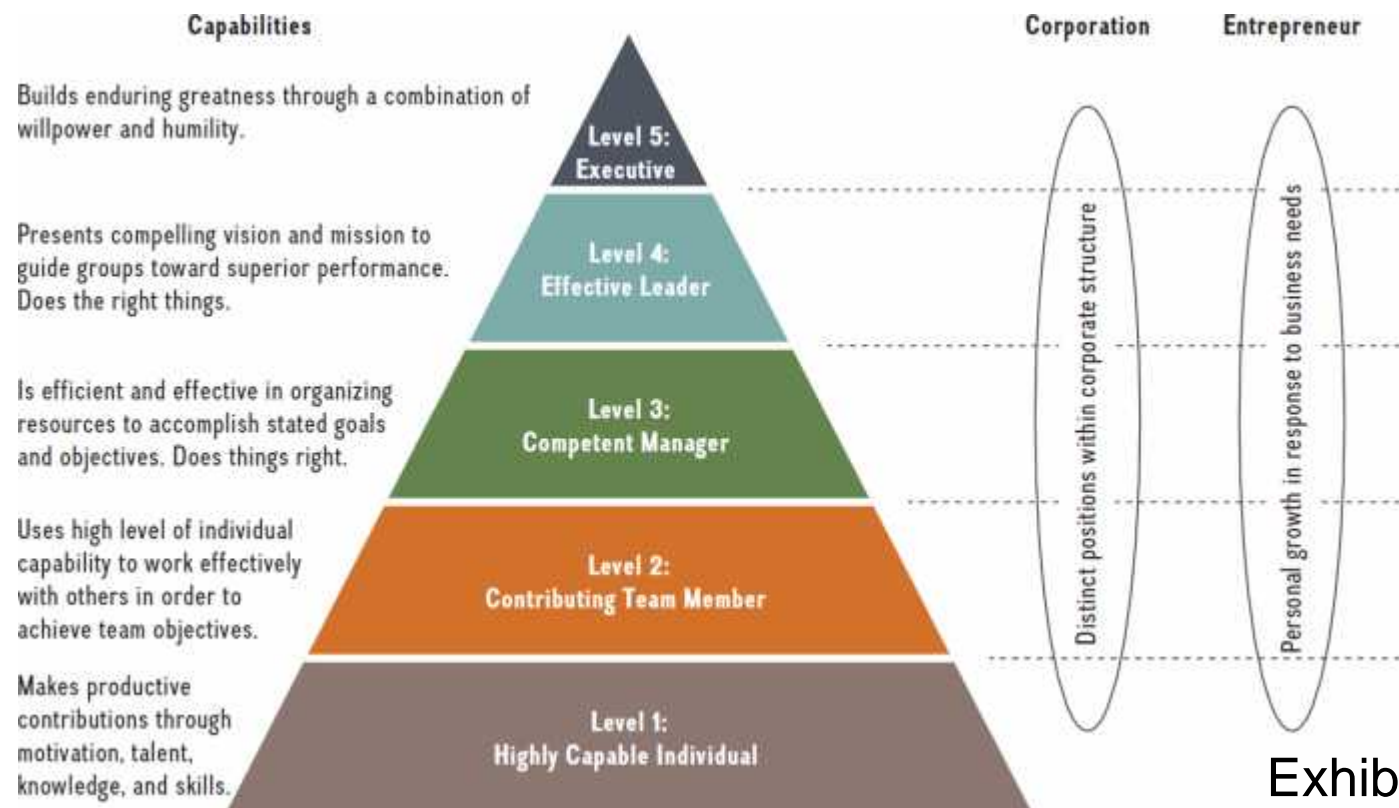 Capabilities
Corporation
Entrepreneur
Builds enduring greatness through a combination of
willpower and humility.
Level 5:
Executive
Presents compelling vision and mission to
guide groups toward superior performance.
Does the right things.
Level 4:
Effective Leader
Is efficient and effective in organizing
resources to accomplish stated goals
and objectives. Does things right.
Level 3:
Competent Manager
Uses high level of individual
capability to work effectively
with others in order to
achieve team objectives.
Level 2:
Contributing Team Member
Makes productive
contributions through
motivation, talent,
knowledge, and skills.
Level 1:
Highly Capable Individual
Distinct positions within corporate structure
Personal growth in response to business needs
Exhib